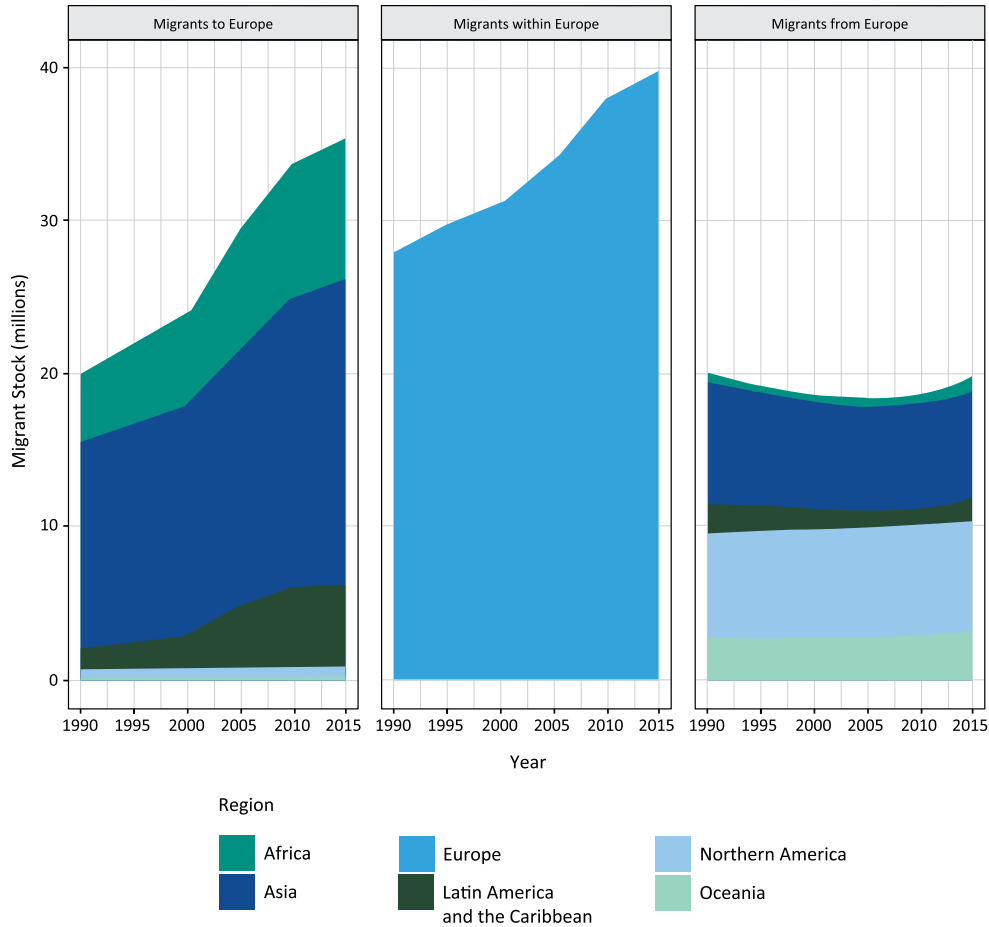 Migrants to Europe
Migrants within Europe
Migrants from Europe
Migrant Stock (millions)
40
30
20
10
0
1990 1995 2000 2005 2010 2015
1990 1995 2000 2005 2010 2015
1990 1995 2000 2005 2010 2015
Year
Region
Africa
Asia
Europe
Latin America
and the Caribbean
Northern America
Oceania